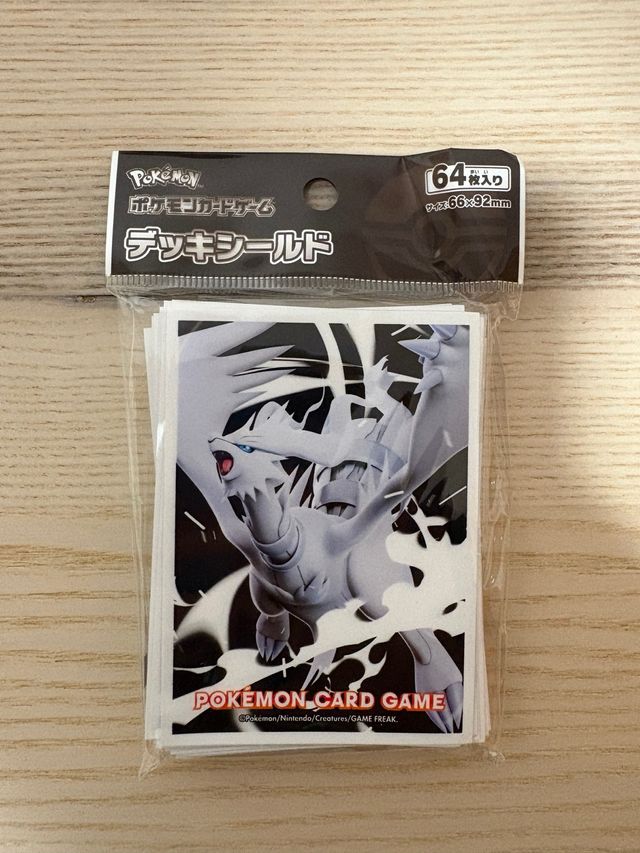 POKÉMON™
ポケモンカードゲーム
デッキシールド
64枚入り
サイズ:66×92mm
POKÉMON CARD GAME
©Pokémon/Nintendo/Creatures/GAME FREAK.